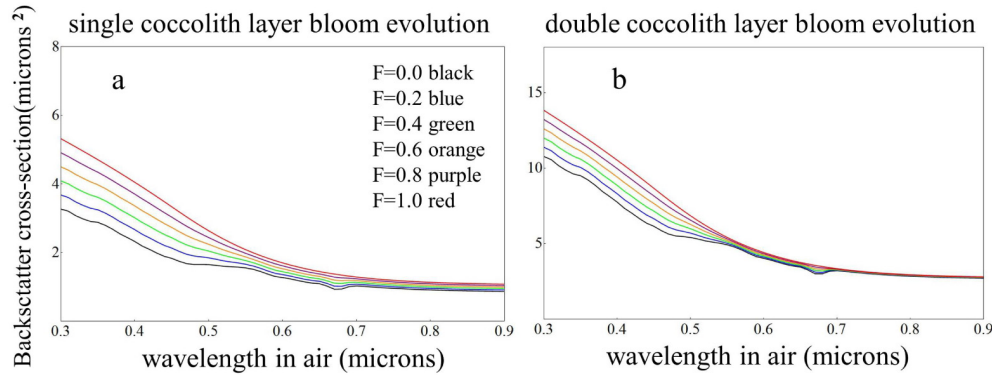 single coccolith layer bloom evolution
double coccolith layer bloom evolution
Backsctatter cross-section(microns ²)
8
6
4
2
a
F=0.0 black
F=0.2 blue
F=0.4 green
F=0.6 orange
F=0.8 purple
F=1.0 red
0.3 0.4 0.5 0.6 0.7 0.8 0.9
wavelength in air (microns)
15
10
5
b
0.3 0.4 0.5 0.6 0.7 0.8 0.9
wavelength in air (microns)